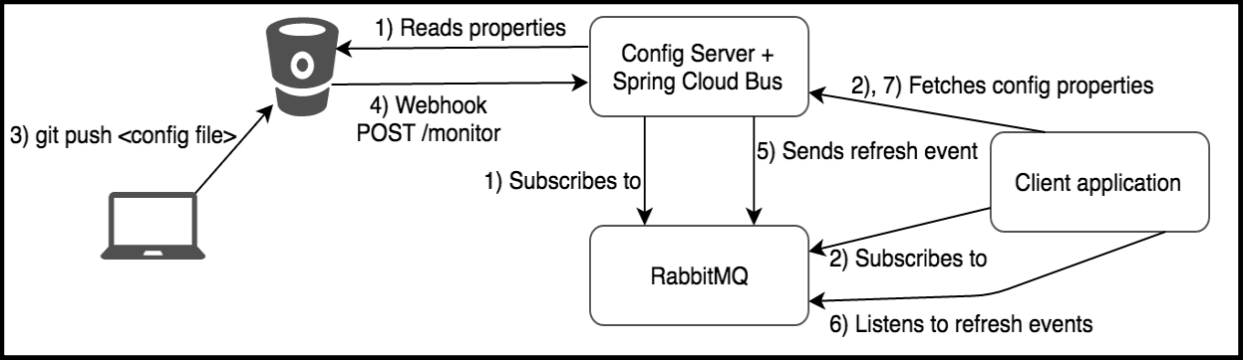 1) Reads properties
Config Server +
Spring Cloud Bus
2), 7) Fetches config properties
4) Webhook
POST /monitor
3) git push <config file>
5) Sends refresh event
1) Subscribes to
Client application
2) Subscribes to
RabbitMQ
6) Listens to refresh events